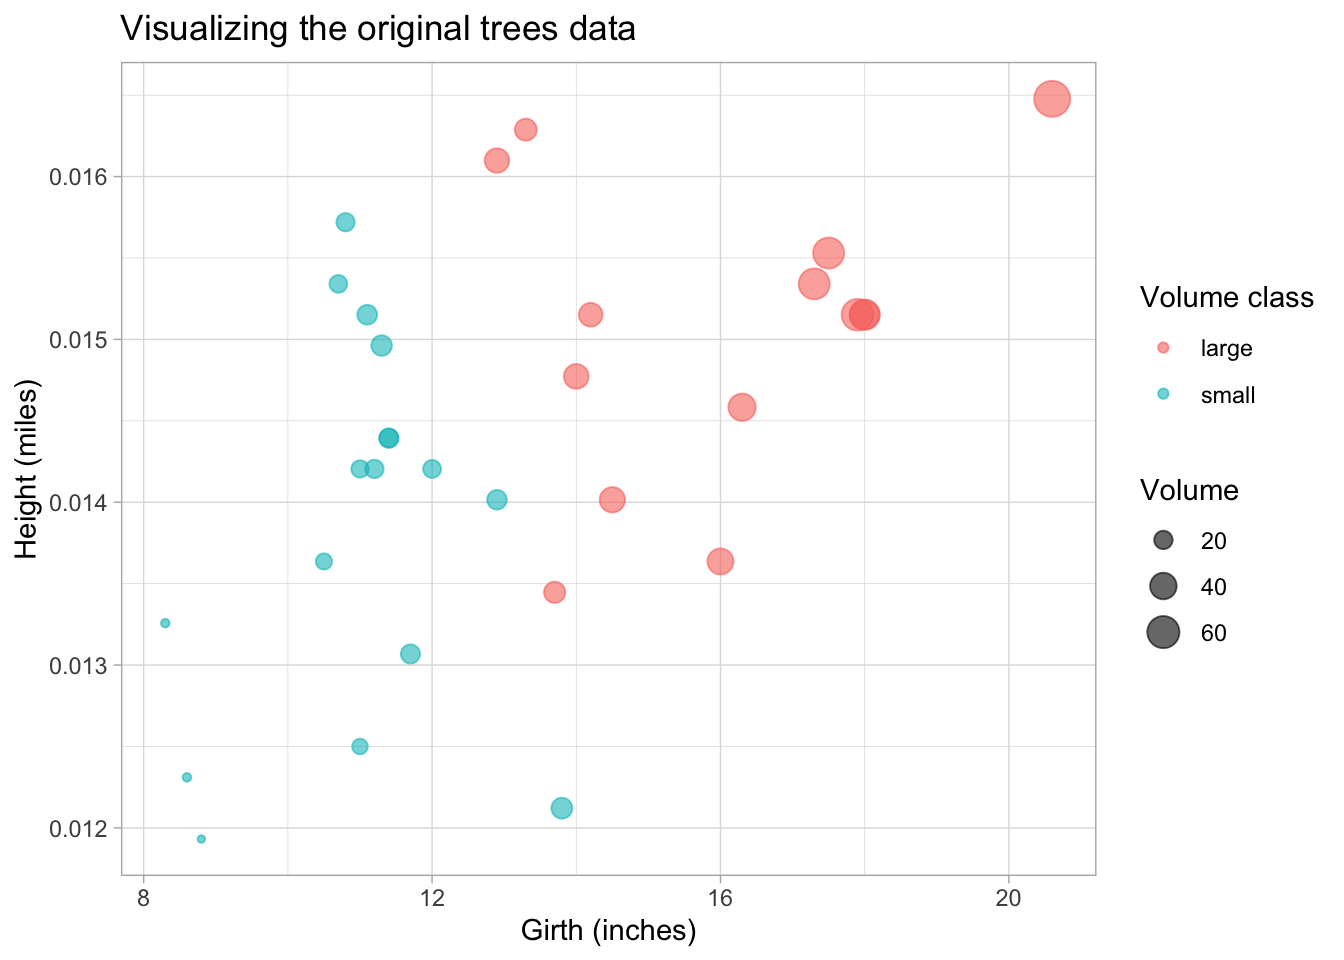 Visualizing the original trees data
0.016
0.015
0.014
0.013
0.012
Height (miles)
8
12
16
20
Girth (inches)
Volume class
large
small
Volume
20
40
60